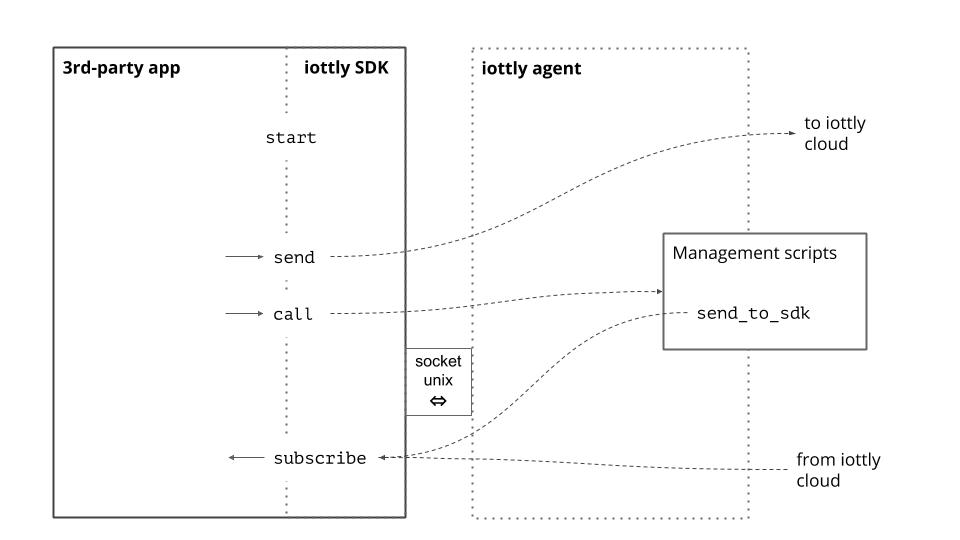 3rd-party app
iottly SDK
iottly agent
start
to iottly
cloud
send
Management scripts
call
send_to_sdk
socket
unix
⇔
subscribe
from iottly
cloud